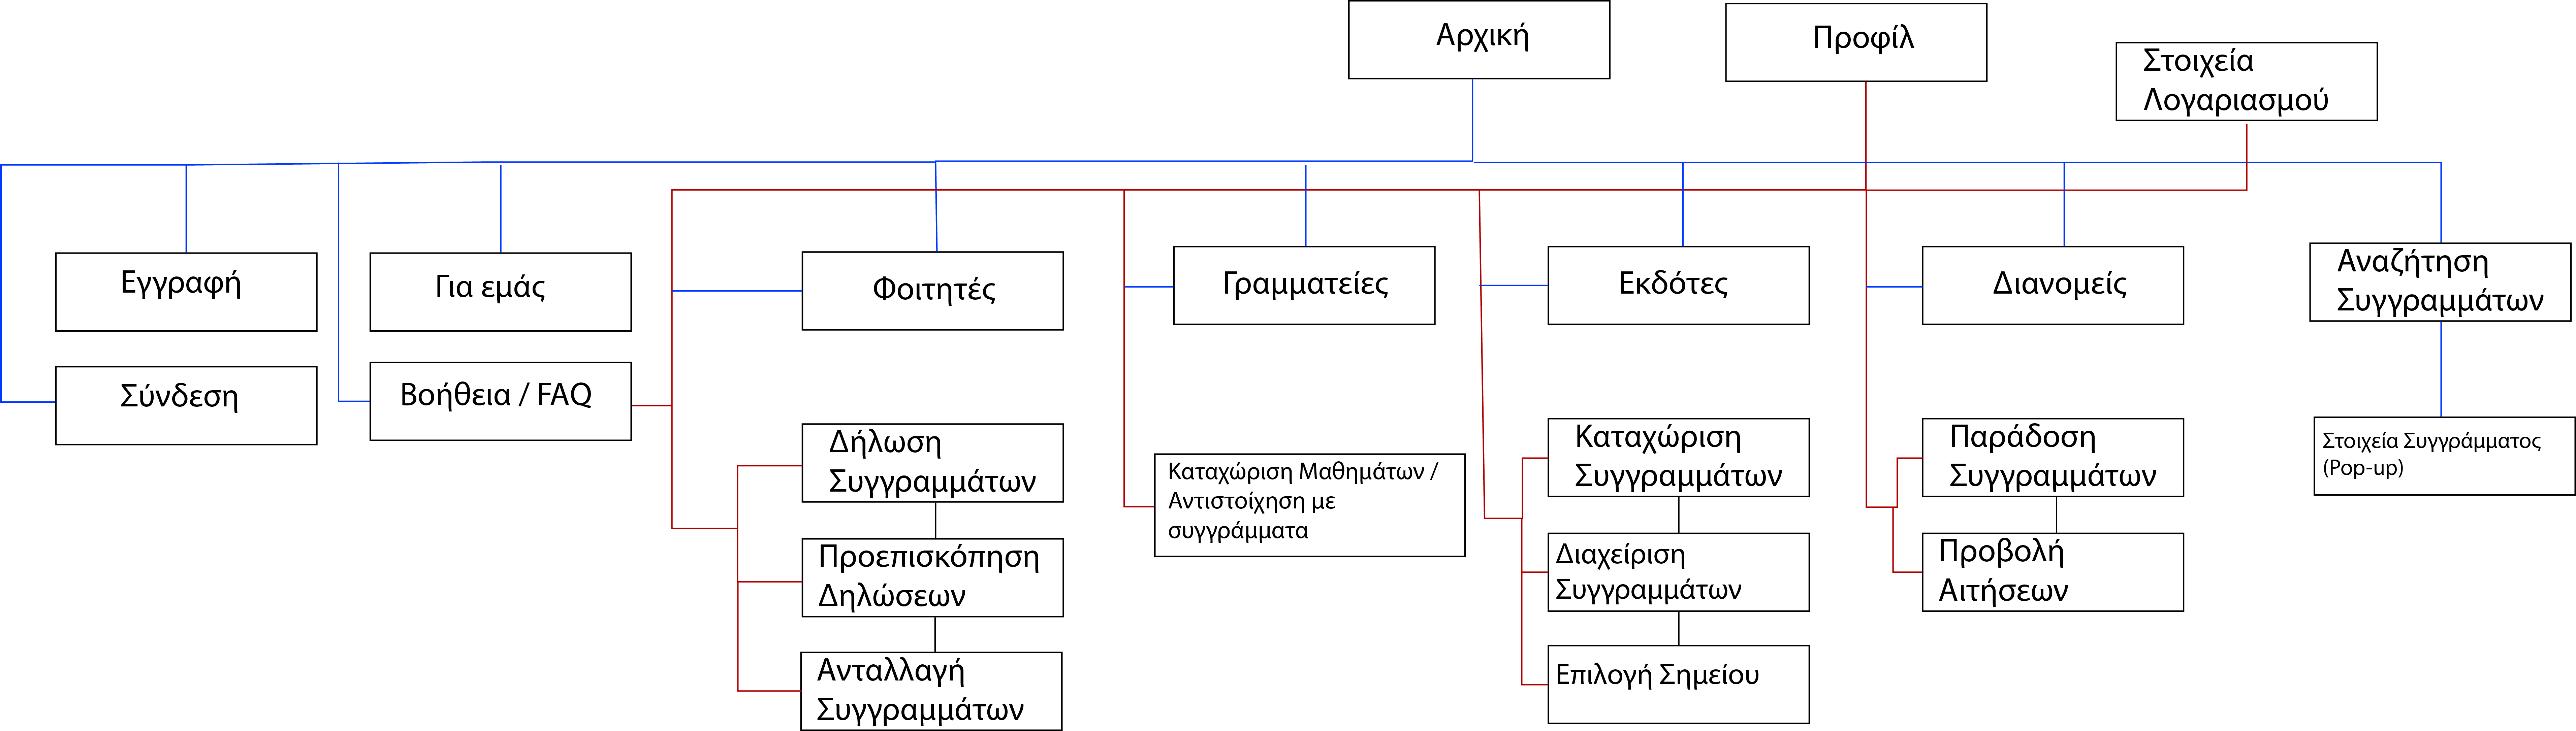 Αρχική
Προφίλ
Στοιχεία
Λογαριασμού
Εγγραφή
Για εμάς
Φοιτητές
Γραμματείες
Εκδότες
Διανομείς
Αναζήτηση
Συγγραμμάτων
Σύνδεση
Βοήθεια / FAQ
Δήλωση
Συγγραμμάτων
Καταχώριση Μαθημάτων /
Αντιστοίχηση με
συγγράμματα
Καταχώριση
Συγγραμμάτων
Παράδοση
Συγγραμμάτων
Στοιχεία Συγγράμματος
(Pop-up)
Προεπισκόπηση
Δηλώσεων
Διαχείριση
Συγγραμμάτων
Προβολή
Αιτήσεων
Ανταλλαγή
Συγγραμμάτων
Επιλογή Σημείου